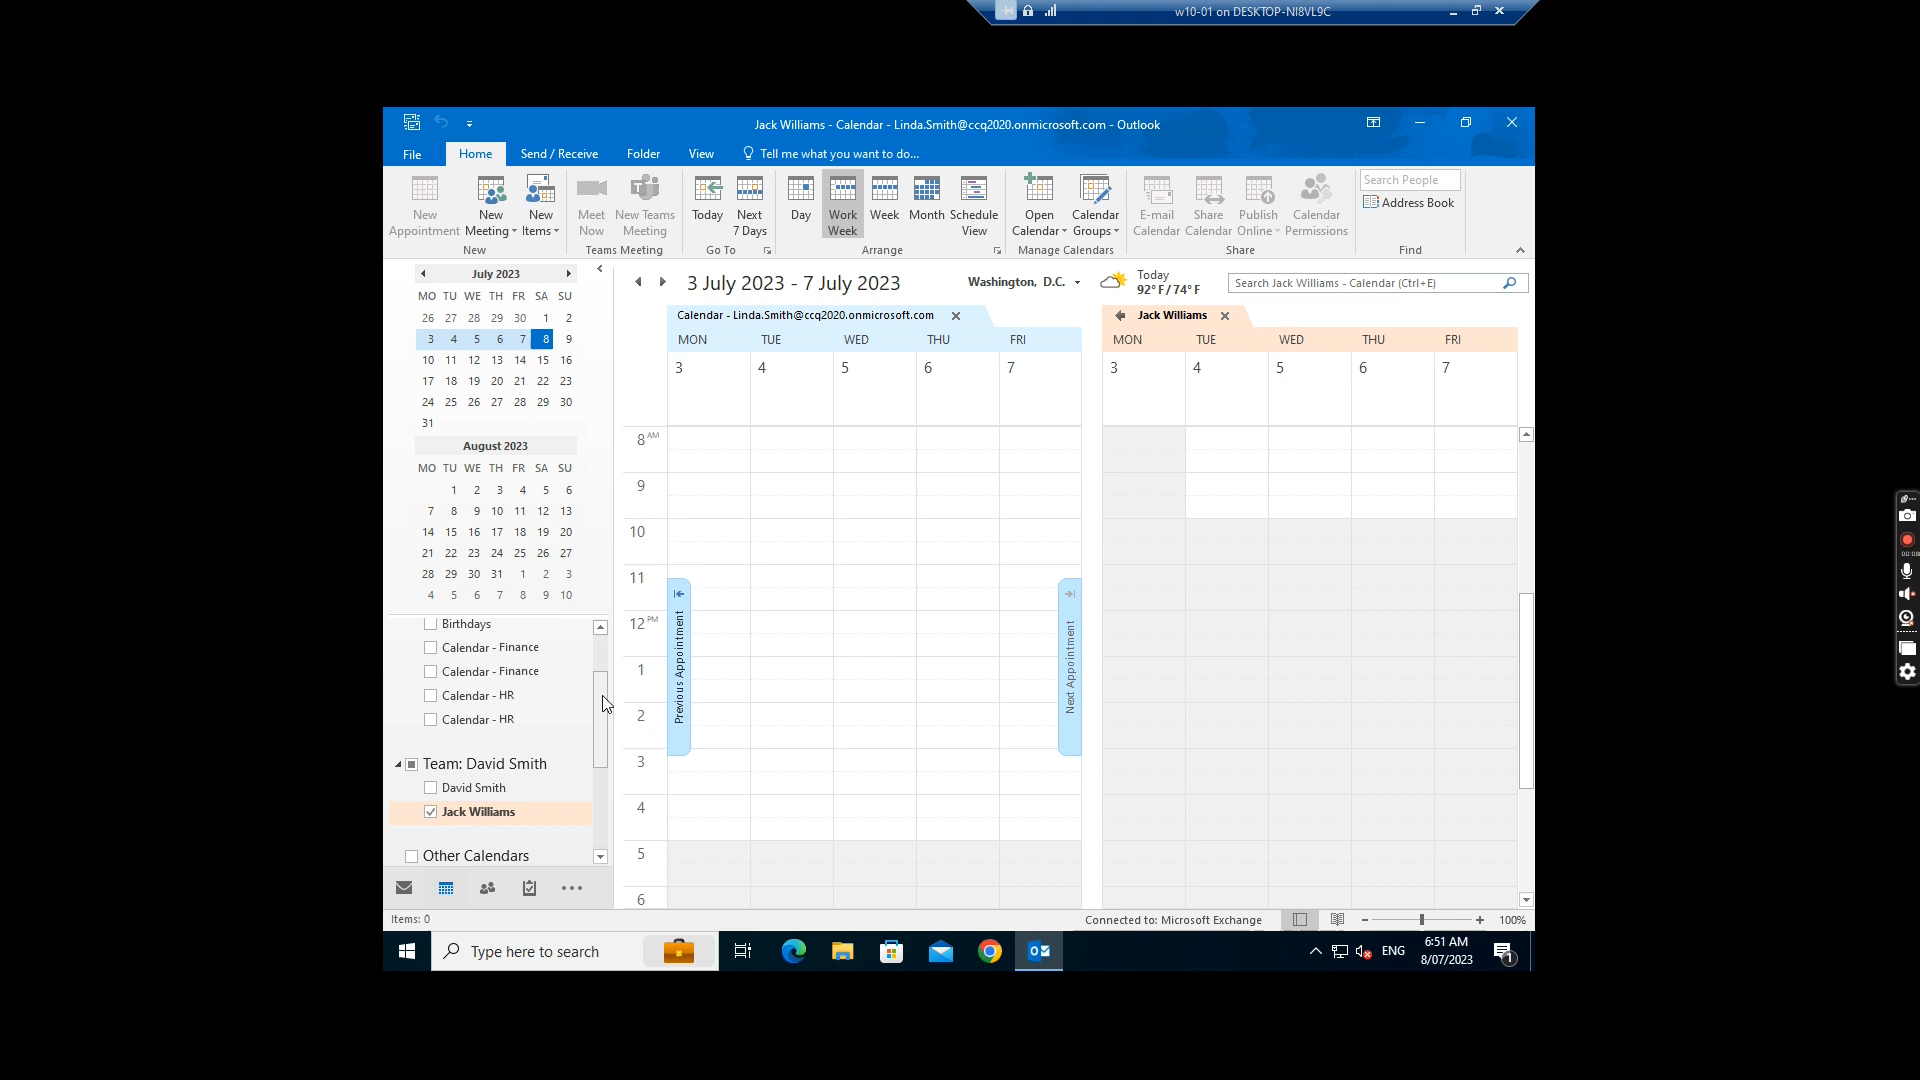 w10-01 on DESKTOP-NI8VL9C
Jack Williams - Calendar - Linda.Smith@ccq2020.onmicrosoft.com - Outlook
File Home Send / Receive Folder View Tell me what you want to do...
New Appointment
New Meeting
New Items
Meet Now
New Teams Meeting
Today
Next 7 Days
Day
Work Week
Week
Month
Schedule View
Open Calendar
Calendar Groups
E-mail Calendar
Share Calendar
Publish Online
Calendar Permissions
Search People
Address Book
New Teams Meeting Go To Arrange Manage Calendars Share Find
July 2023
MO TU WE TH FR SA SU
26 27 28 29 30 1 2
3 4 5 6 7 8 9
10 11 12 13 14 15 16
17 18 19 20 21 22 23
24 25 26 27 28 29 30
31
August 2023
MO TU WE TH FR SA SU
1 2 3 4 5 6
7 8 9 10 11 12 13
14 15 16 17 18 19 20
21 22 23 24 25 26 27
28 29 30 31 1 2 3
4 5 6 7 8 9 10
Birthdays
Calendar - Finance
Calendar - Finance
Calendar - HR
Calendar - HR
Team: David Smith
David Smith
Jack Williams
Other Calendars
3 July 2023 - 7 July 2023
Washington, D.C.
Today
92° F / 74° F
Search Jack Williams - Calendar (Ctrl+E)
Calendar - Linda.Smith@ccq2020.onmicrosoft.com
MON TUE WED THU FRI
3 4 5 6 7
Jack Williams
MON TUE WED THU FRI
3 4 5 6 7
8 AM
9
10
11
12 PM
1
2
3
4
5
6
Previous Appointment
Next Appointment
Items: 0
Connected to: Microsoft Exchange
100%
Type here to search
ENG
6:51 AM
8/07/2023
1